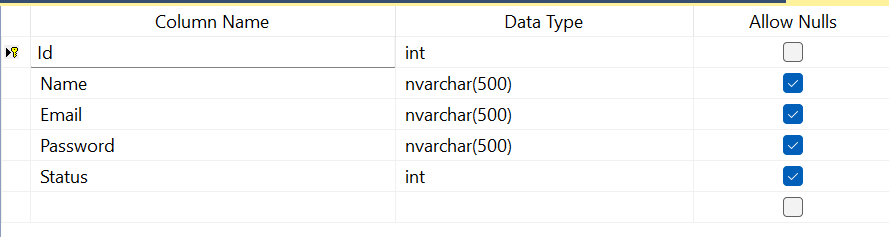 Column Name Data Type Allow Nulls
Id int
Name nvarchar(500)
Email nvarchar(500)
Password nvarchar(500)
Status int